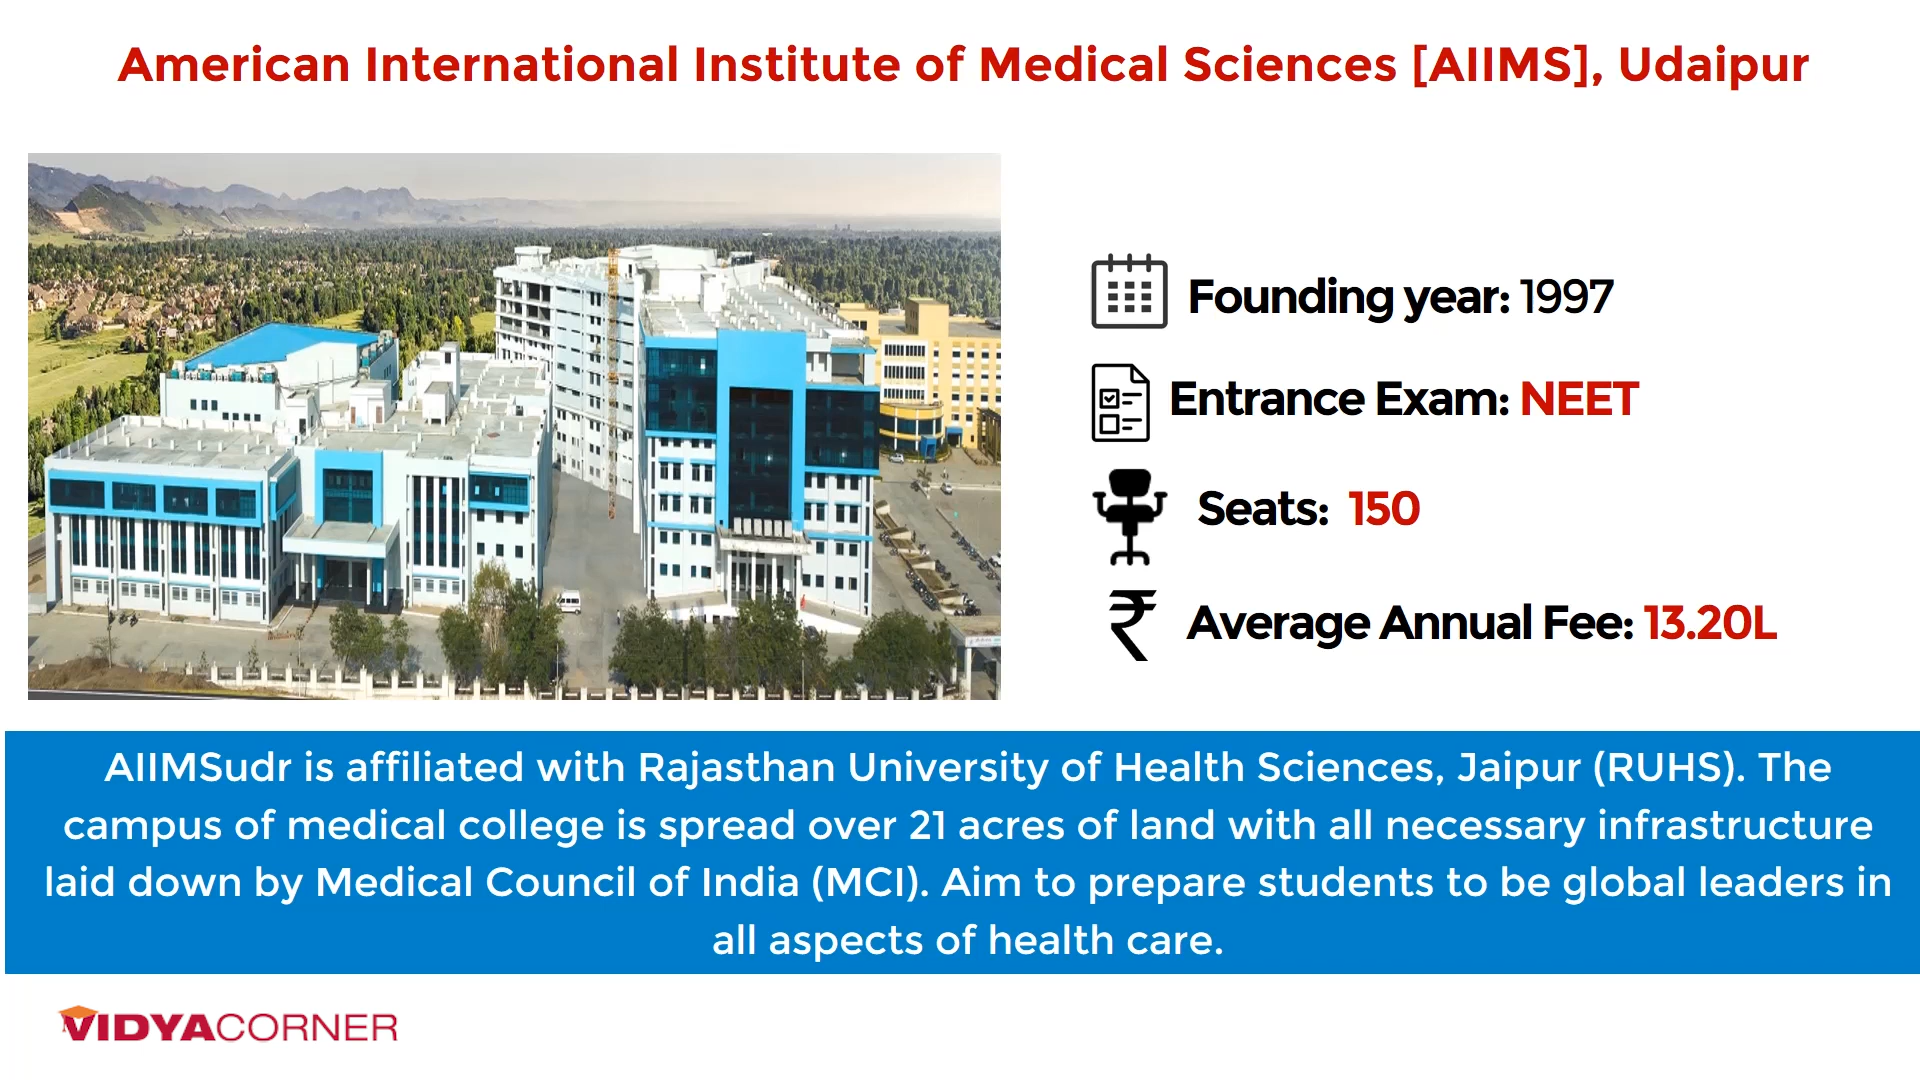 American International Institute of Medical Sciences [AIIMS], Udaipur
Founding year: 1997
Entrance Exam: NEET
Seats: 150
Average Annual Fee: 13.20L
AIIMSudr is affiliated with Rajasthan University of Health Sciences, Jaipur (RUHS). The
campus of medical college is spread over 21 acres of land with all necessary infrastructure
laid down by Medical Council of India (MCI). Aim to prepare students to be global leaders in
all aspects of health care.
VIDYACORNER